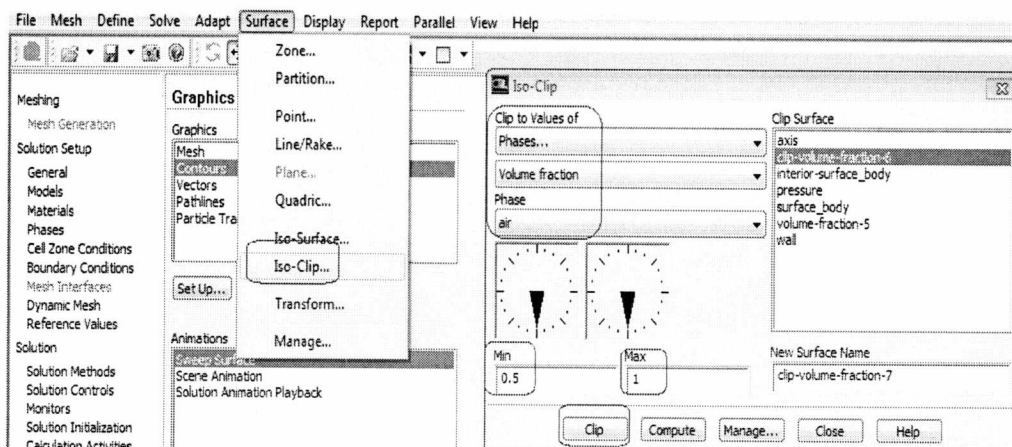 File Mesh Define Solve Adapt Surface Display Report Parallel View Help
Meshing
Mesh Generation
Solution Setup
General
Models
Materials
Phases
Cell Zone Conditions
Boundary Conditions
Mesh Interfaces
Dynamic Mesh
Reference Values
Solution
Solution Methods
Solution Controls
Monitors
Solution Initialization
Calculation Activities
Graphics
Graphics
Mesh
Contours
Vectors
Pathlines
Particle Tra
Set Up...
Animations
Sweep Surface
Scene Animation
Solution Animation Playback
Zone...
Partition...
Point...
Line/Rake...
Plane...
Quadric...
Iso-Surface...
Iso-Clip...
Transform...
Manage...
Iso-Clip
Clip to Values of
Phases...
Volume fraction
Phase
air
Min
0.5
Max
1
Clip Surface
axis
clip-volume-fraction-6
interior-surface_body
pressure
surface_body
volume-fraction-5
wall
New Surface Name
clip-volume-fraction-7
Clip Compute Manage... Close Help